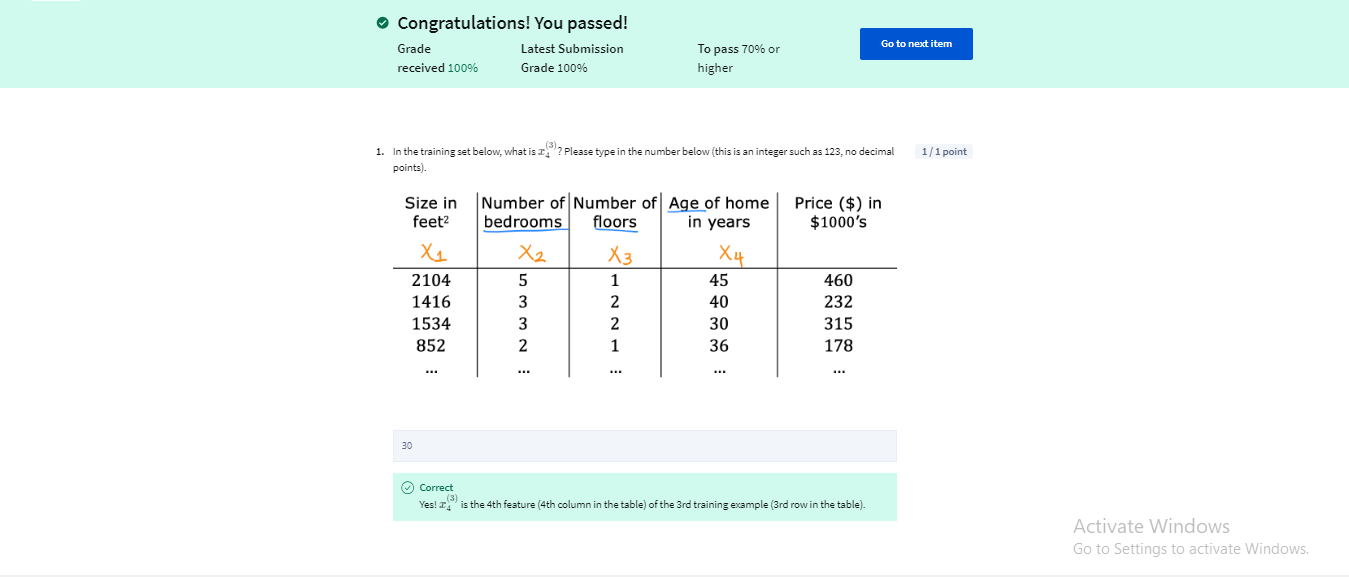 Congratulations! You passed!
Grade received 100%
Latest Submission Grade 100%
To pass 70% or higher
Go to next item
1. In the training set below, what is x₄⁽³⁾? Please type in the number below (this is an integer such as 123, no decimal
points).
1 / 1 point
Size in feet² Number of bedrooms Number of floors Age of home in years Price ($) in $1000's
X1 X2 X3 X4
2104 5 1 45 460
1416 3 2 40 232
1534 3 2 30 315
852 2 1 36 178
... ... ... ... ...
30
Correct
Yes! x₄⁽³⁾ is the 4th feature (4th column in the table) of the 3rd training example (3rd row in the table).
Activate Windows
Go to Settings to activate Windows.